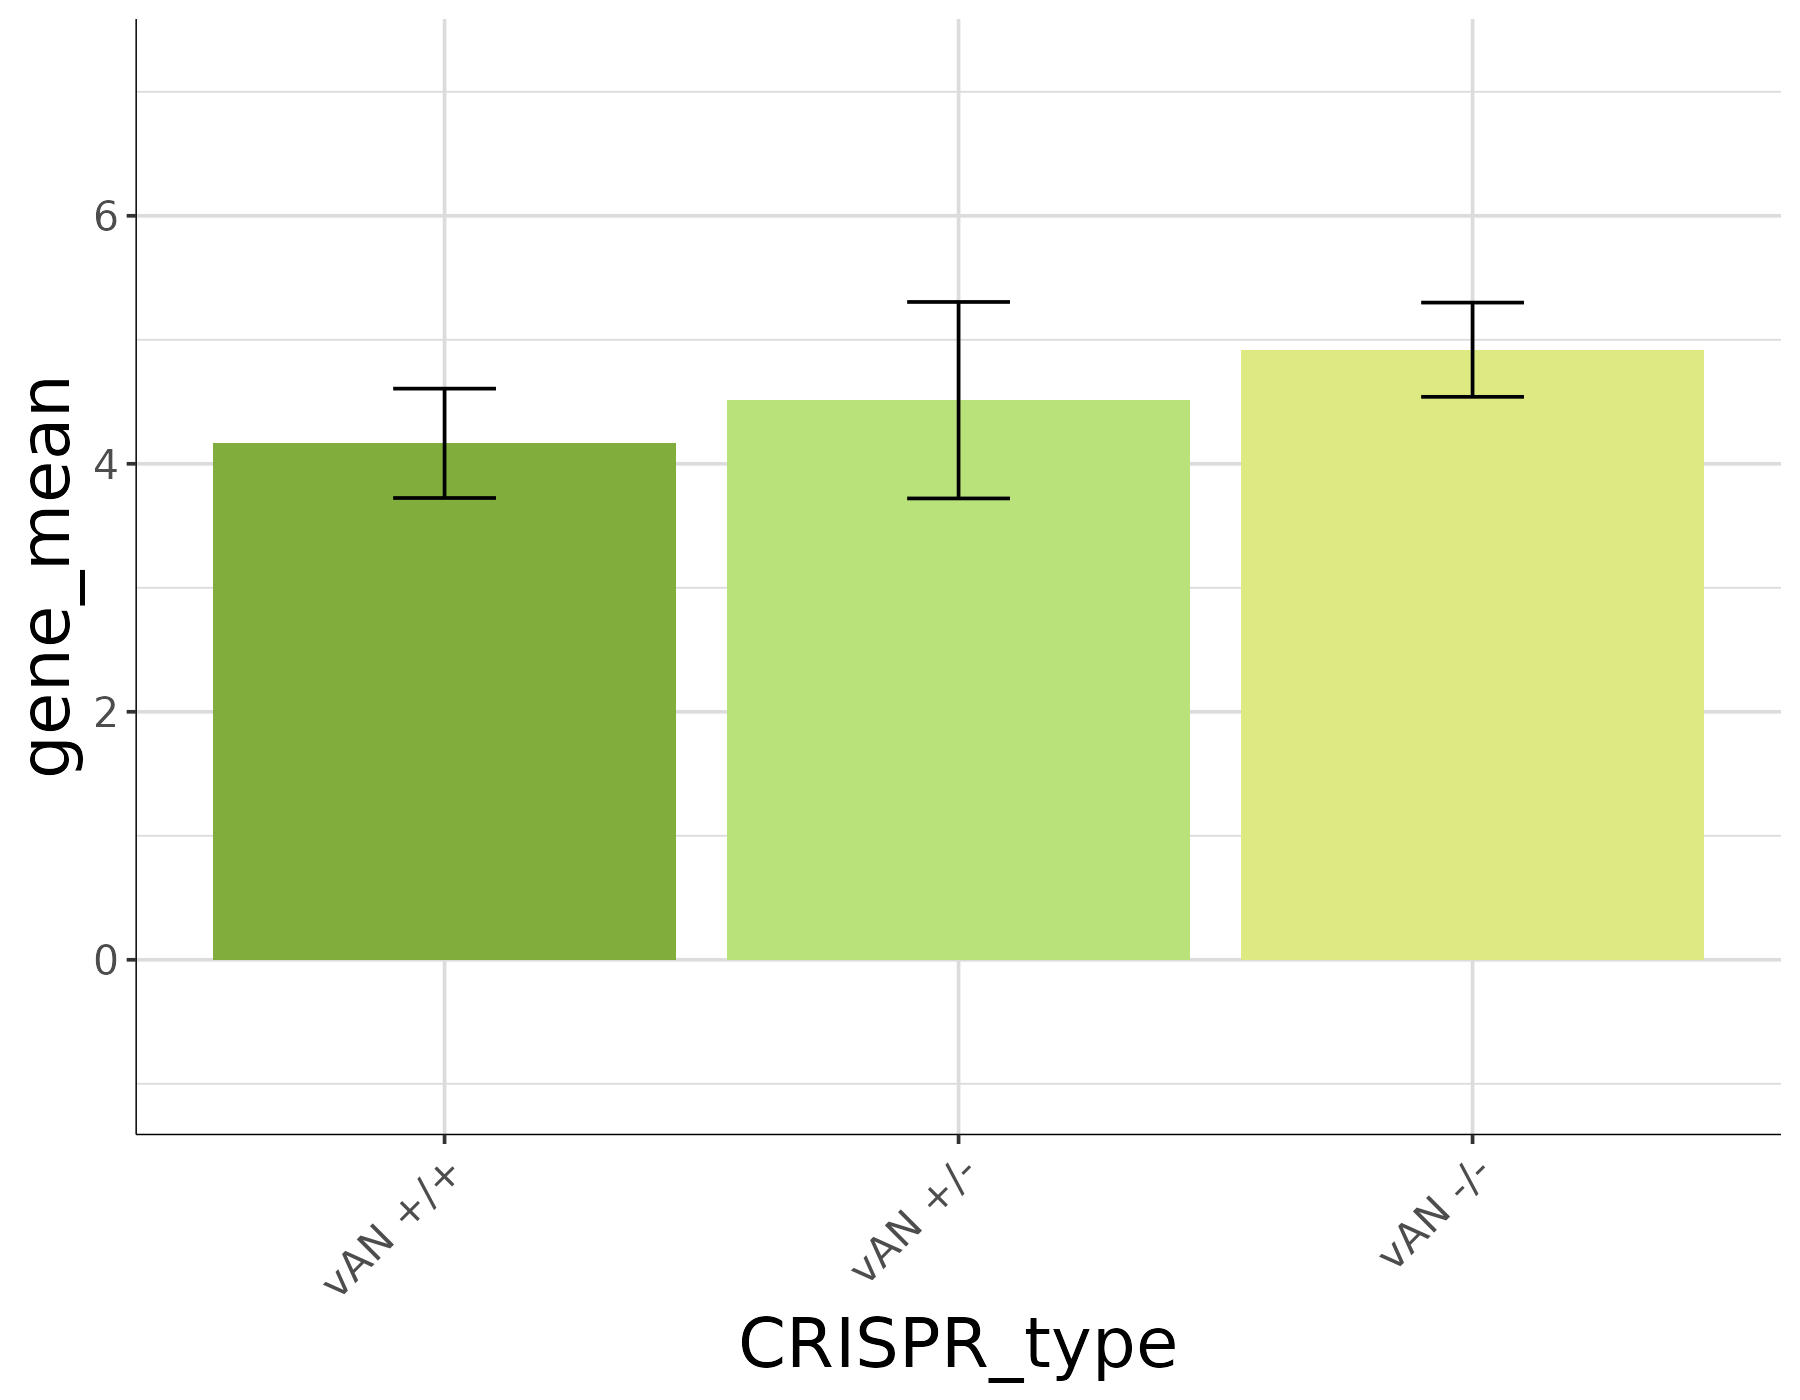 gene_mean
6
4
2
0
vAN +/+
vAN +/-
vAN -/-
CRISPR_type